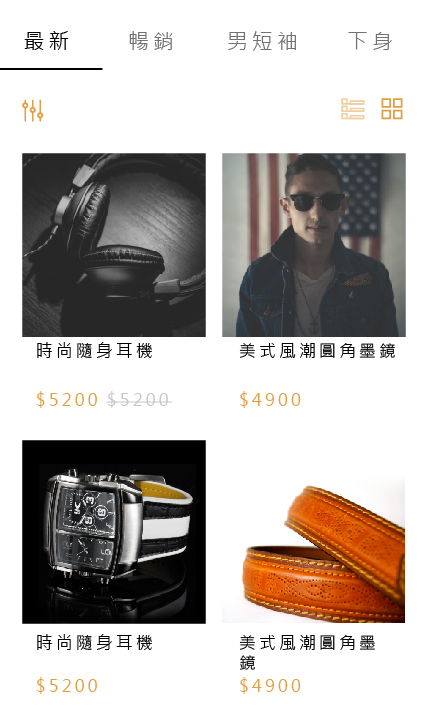 最新 暢銷 男短袖 下身
時尚隨身耳機 美式風潮圓角墨鏡
$5200 $5200 $4900
時尚隨身耳機 美式風潮圓角墨
鏡
$5200 $4900